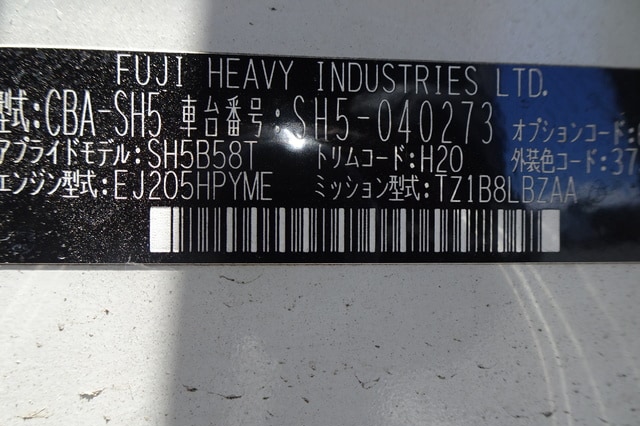 FUJI HEAVY INDUSTRIES LTD.
型式:CBA-SH5 車台番号:SH5-040273 オプションコード:
アプライドモデル:SH5B58T トリムコード:H20 外装色コード:37
エンジン型式:EJ205HPYME ミッション型式:TZ1B8LBZAA